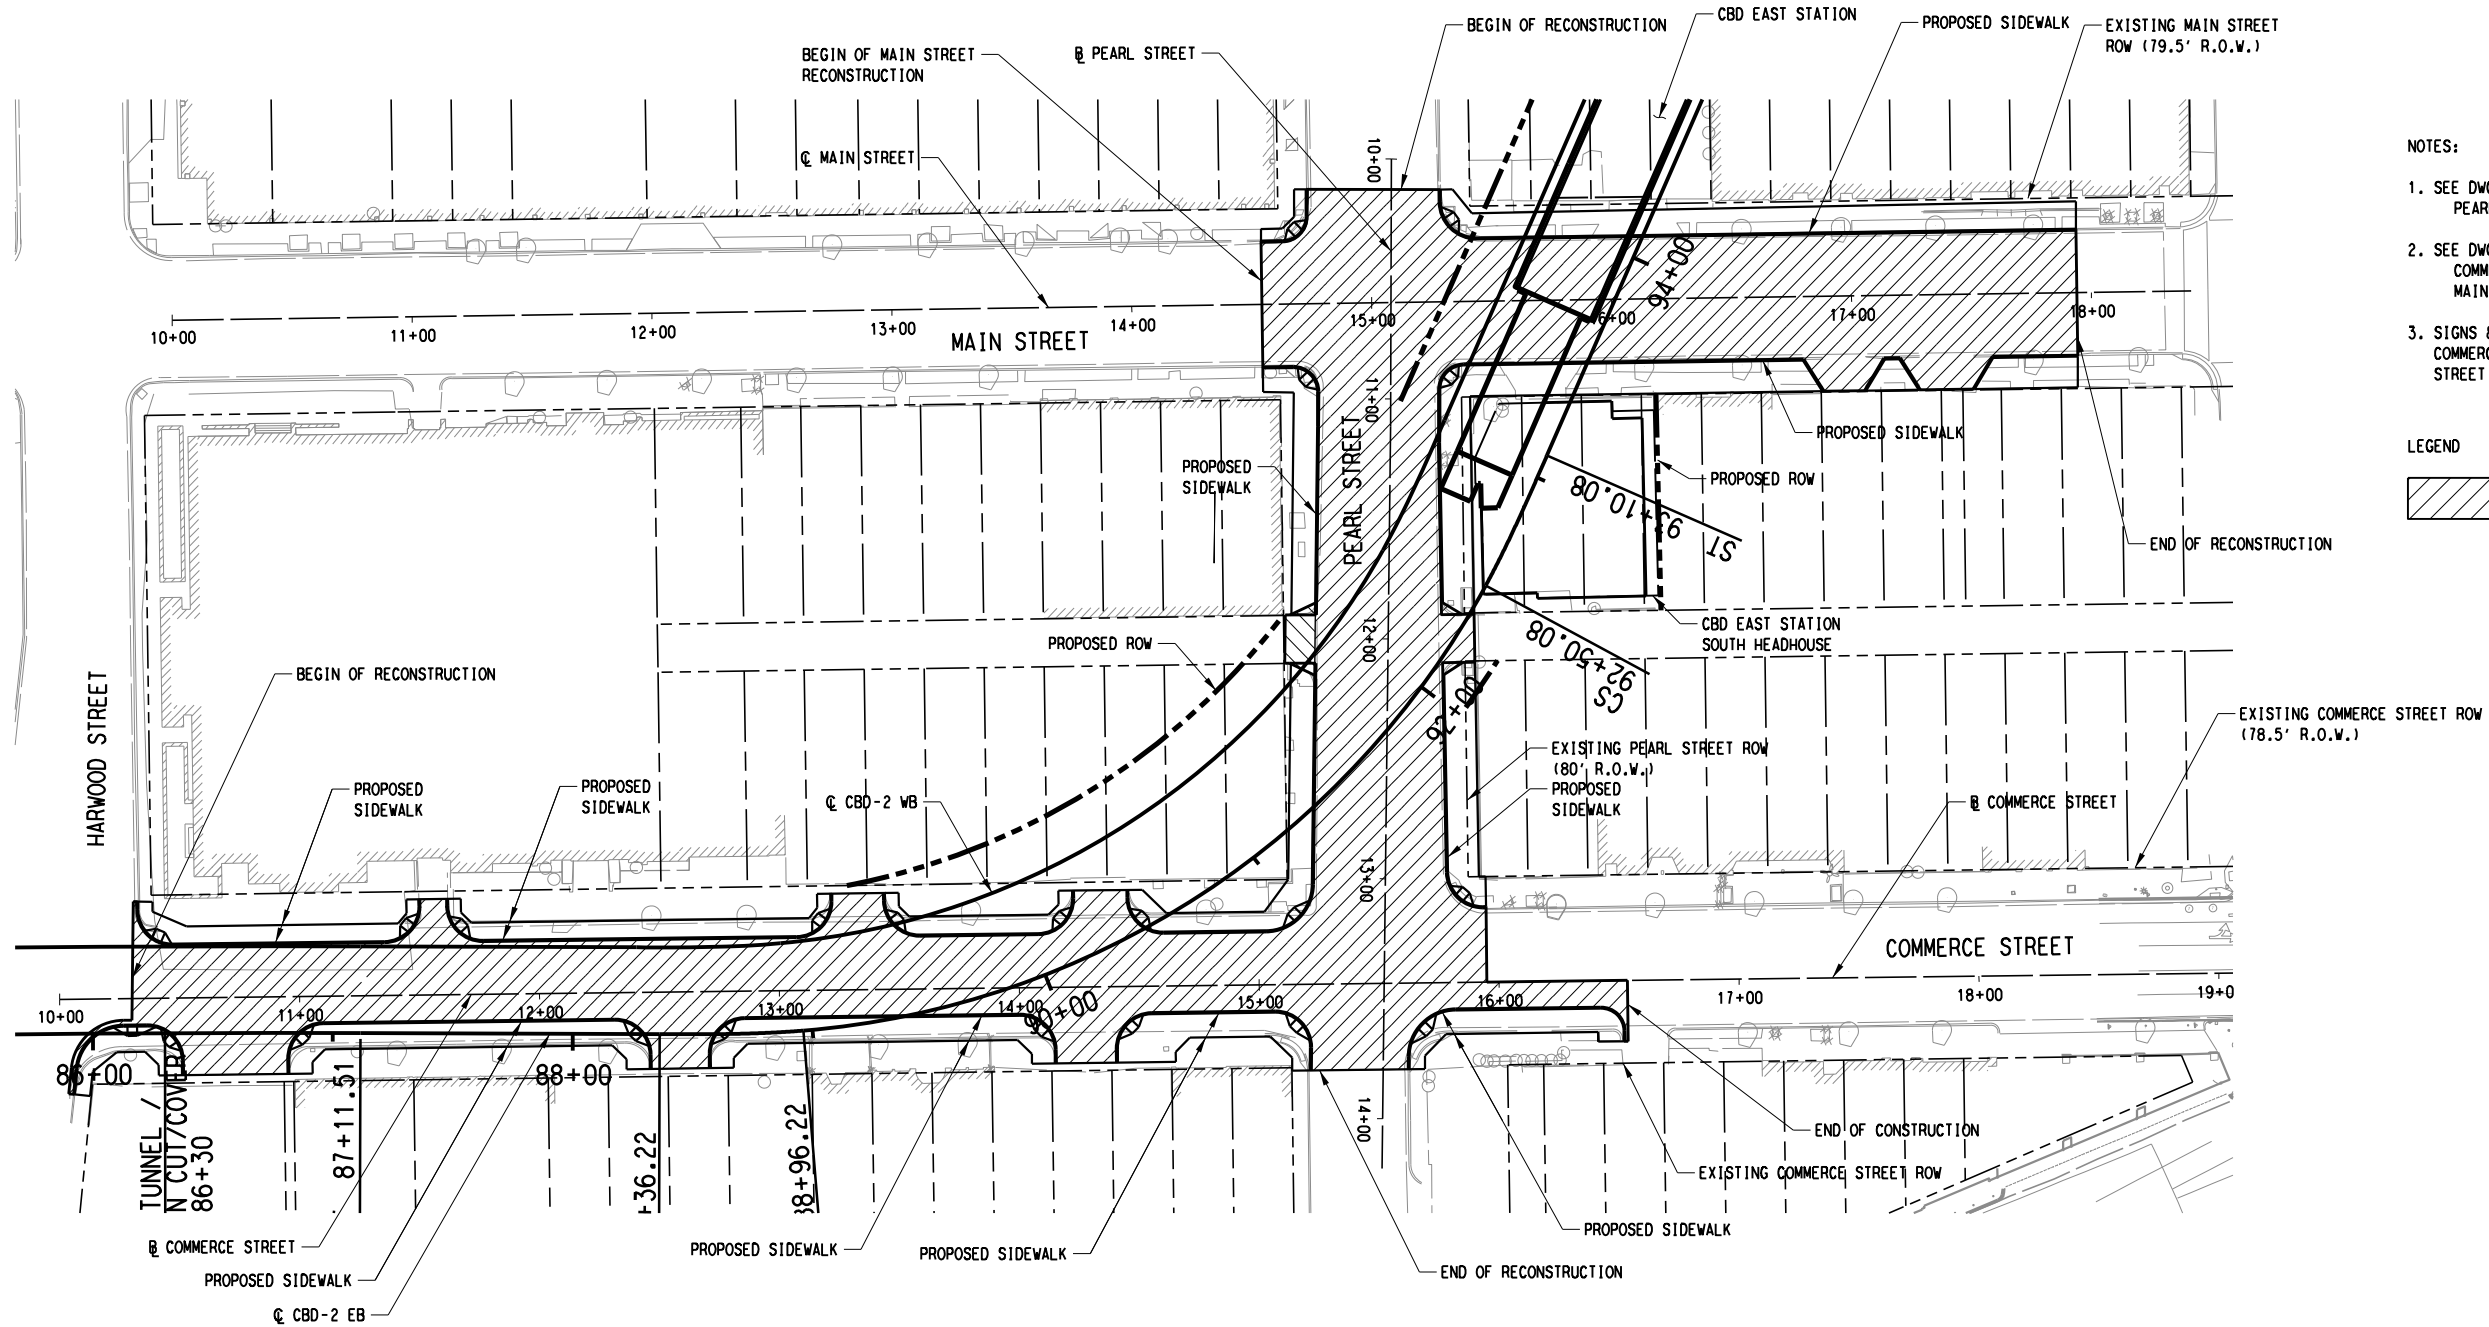 BEGIN OF RECONSTRUCTION
CBD EAST STATION
PROPOSED SIDEWALK
EXISTING MAIN STREET
ROW (79.5' R.O.W.)
BEGIN OF MAIN STREET
RECONSTRUCTION
℄ PEARL STREET
℄ MAIN STREET
NOTES:
1. SEE DW
PEAR
2. SEE DW
COMM
MAIN
3. SIGNS &
COMMERC
STREET
LEGEND
10+00
94+00
10+00
11+00
12+00
13+00
14+00
15+00
6+00
17+00
18+00
MAIN STREET
11+00
PEARL STREET
PROPOSED
SIDEWALK
PROPOSED SIDEWALK
PROPOSED ROW
93+10.08
ST
END OF RECONSTRUCTION
CBD EAST STATION
SOUTH HEADHOUSE
12+00
92+50.08
CS
PROPOSED ROW
HARWOOD STREET
BEGIN OF RECONSTRUCTION
EXISTING COMMERCE STREET ROW
(78.5' R.O.W.)
EXISTING PEARL STREET ROW
(80' R.O.W.)
PROPOSED
SIDEWALK
PROPOSED
SIDEWALK
PROPOSED
SIDEWALK
℄ CBD-2 WB
℄ COMMERCE STREET
13+00
COMMERCE STREET
10+00
11+00
12+00
13+00
14+00
15+00
16+00
17+00
18+00
19+0
90+00
86+00
88+00
TUNNEL /
N CUT/COVER
86+30
87+11.51
+36.22
88+96.22
14+00
END OF CONSTRUCTION
EXISTING COMMERCE STREET ROW
PROPOSED SIDEWALK
℄ COMMERCE STREET
PROPOSED SIDEWALK
PROPOSED SIDEWALK
PROPOSED SIDEWALK
END OF RECONSTRUCTION
℄ CBD-2 EB